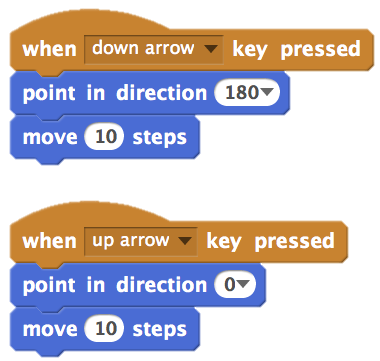 when down arrow key pressed
point in direction 180
move 10 steps
when up arrow key pressed
point in direction 0
move 10 steps